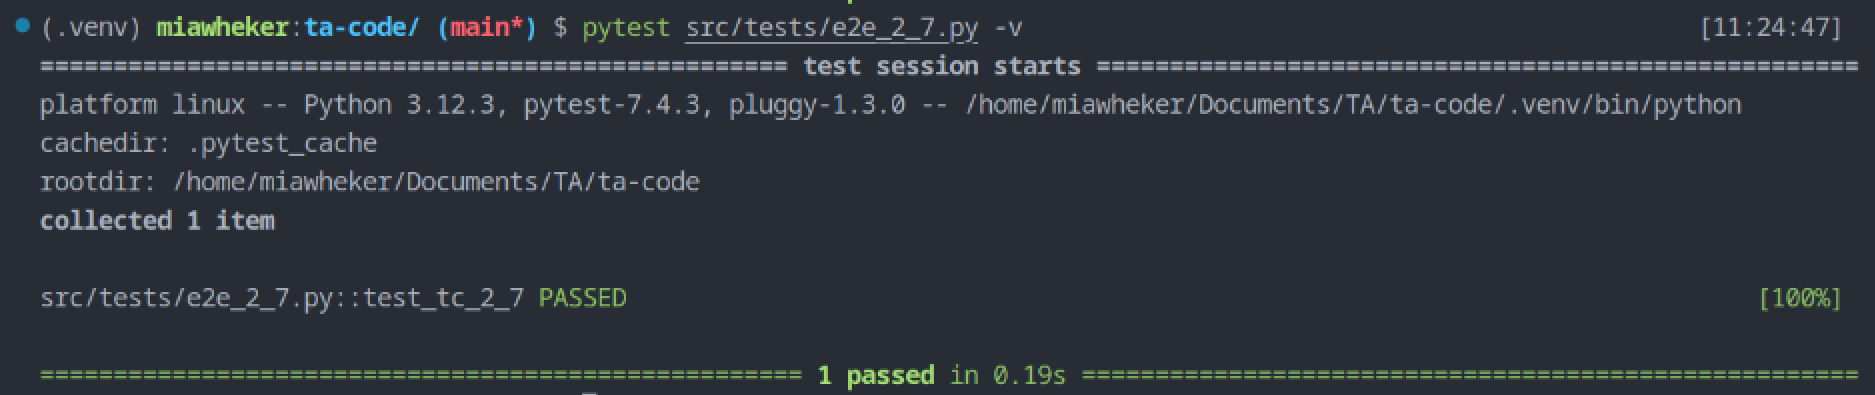 (.venv) miawheker:ta-code/ (main*) $ pytest src/tests/e2e_2_7.py -v [11:24:47]
=================================================== test session starts ====================================================
platform linux -- Python 3.12.3, pytest-7.4.3, pluggy-1.3.0 -- /home/miawheker/Documents/TA/ta-code/.venv/bin/python
cachedir: .pytest_cache
rootdir: /home/miawheker/Documents/TA/ta-code
collected 1 item
src/tests/e2e_2_7.py::test_tc_2_7 PASSED [100%]
==================================================== 1 passed in 0.19s =====================================================